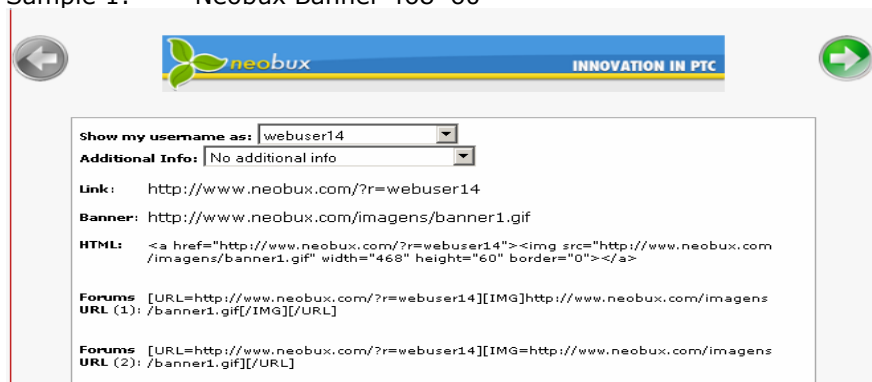 Sample 1: Neobux Banner 468*60
neobux INNOVATION IN PTC
Show my username as: webuser14
Additional Info: No additional info
Link: http://www.neobux.com/?r=webuser14
Banner: http://www.neobux.com/imagens/banner1.gif
HTML: <a href="http://www.neobux.com/?r=webuser14"><img src="http://www.neobux.com
/imagens/banner1.gif" width="468" height="60" border="0"></a>
Forums [URL=http://www.neobux.com/?r=webuser14][IMG]http://www.neobux.com/imagens
URL (1): /banner1.gif[/IMG][/URL]
Forums [URL=http://www.neobux.com/?r=webuser14][IMG=http://www.neobux.com/imagens
URL (2): /banner1.gif][/URL]